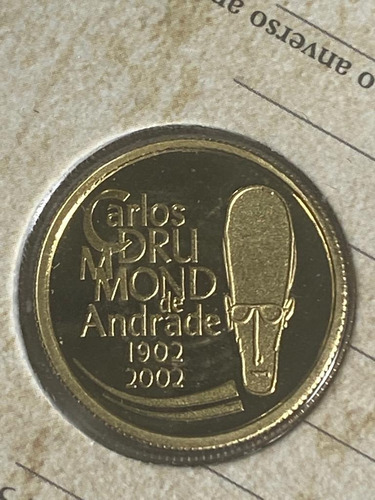 o anverso
Carlos
DRU
MMOND
de
Andrade
1902
2002